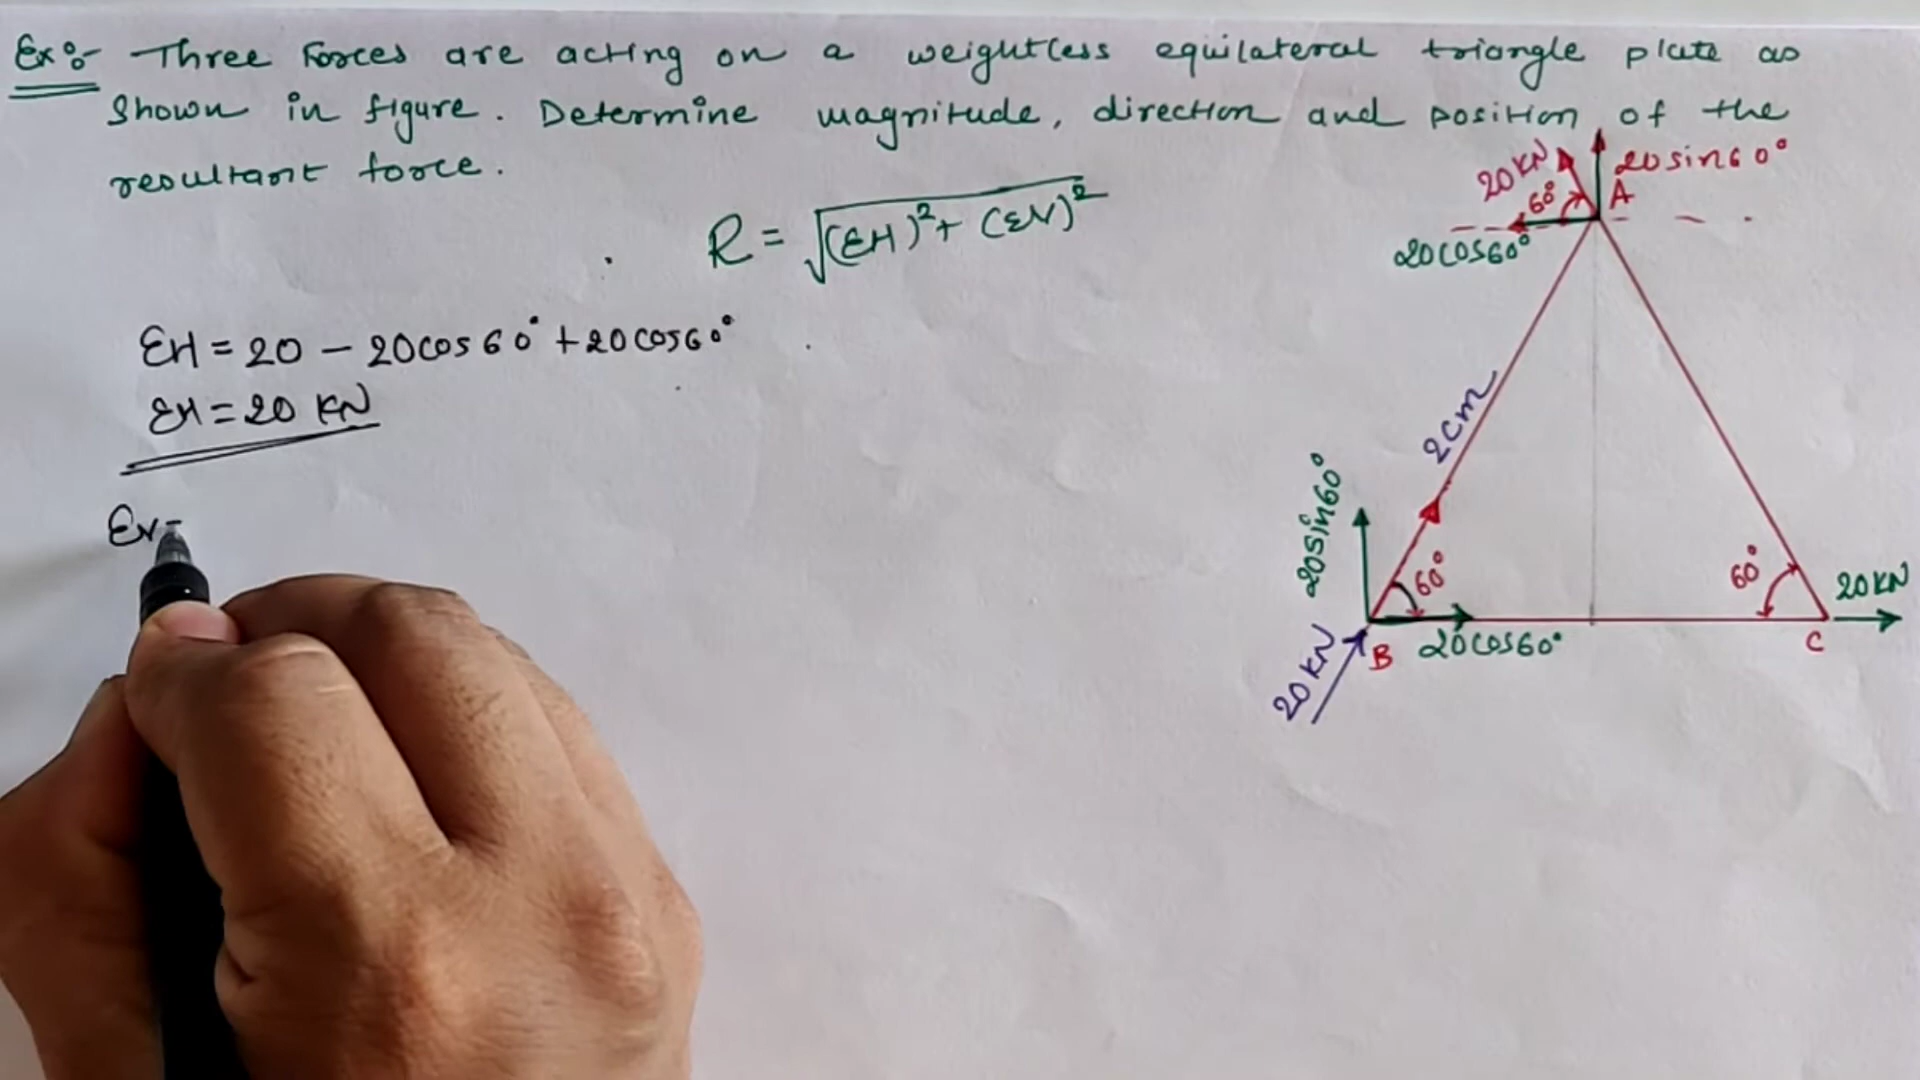 Ex:- Three Forces are acting on a weightless equilateral triangle plate as
Shown in figure. Determine magnitude, direction and position of the
resultant force.
R = √(ΣH)² + (ΣV)²
ΣH = 20 - 20cos60° + 20cos60°
ΣH = 20 KN
ΣV =
20 KN
20sin60°
60°
A
20cos60°
2cm
20sin60°
60°
60°
20KN
20KN
B
20cos60°
C